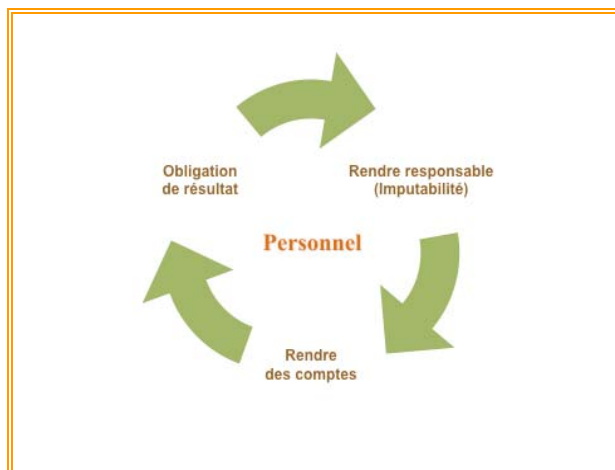 Obligation
de résultat
Rendre responsable
(Imputabilité)
Personnel
Rendre
des comptes